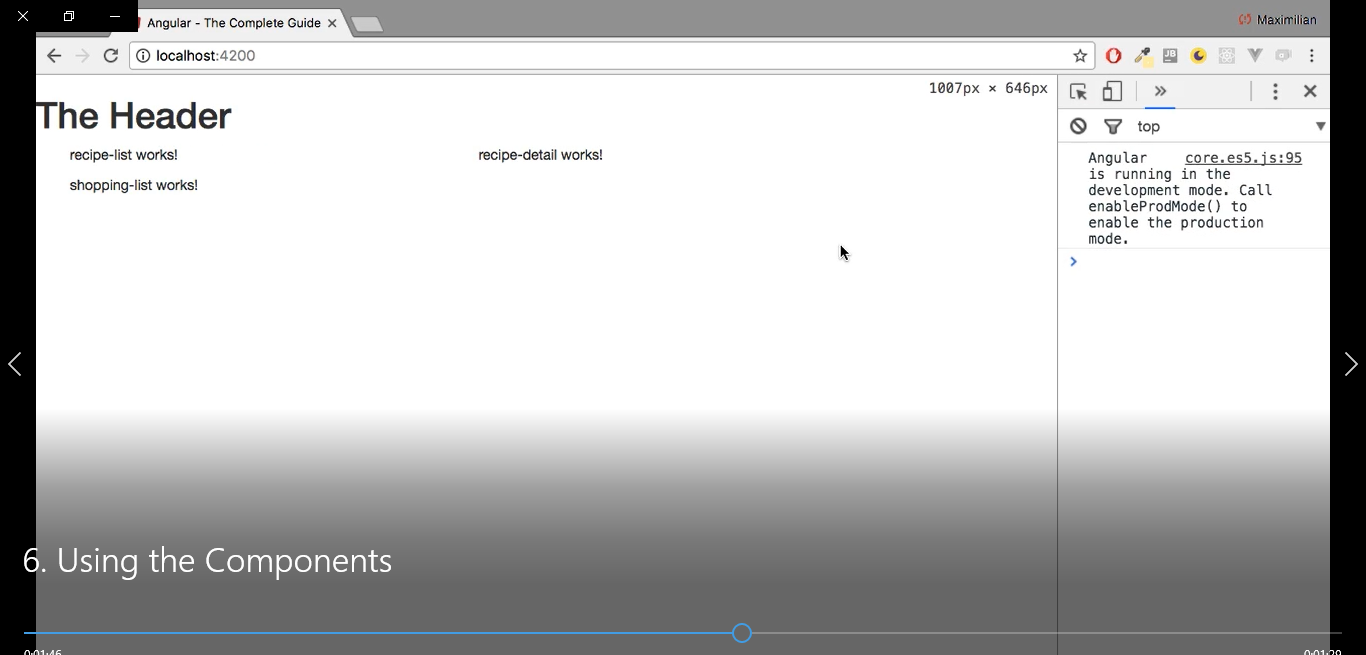 Angular - The Complete Guide
Maximilian
localhost:4200
1007px × 646px
The Header
recipe-list works!
recipe-detail works!
shopping-list works!
top
Angular core.es5.js:95
is running in the
development mode. Call
enableProdMode() to
enable the production
mode.
6. Using the Components
0:01:46
0:01:29